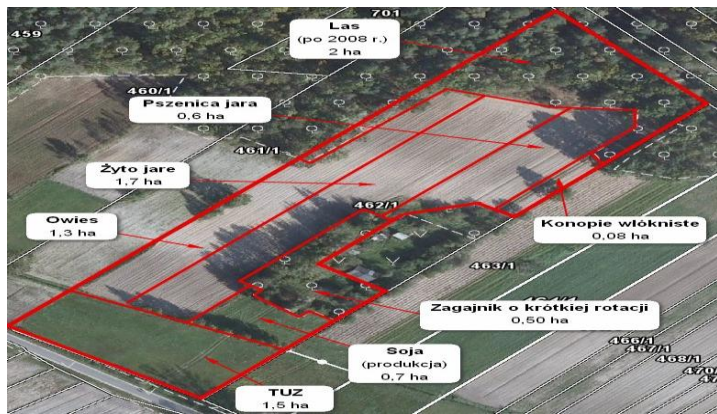 701
459
Las
(po 2008 r.)
2 ha
460/1
Pszenica jara
0,6 ha
461/1
Żyto jare
1,7 ha
462/1
Owies
1,3 ha
Konopie włókniste
0,08 ha
463/1
Zagajnik o krótkiej rotacji
0,50 ha
466/1
467/1
468/1
470/
Soja
(produkcja)
0,7 ha
TUZ
1,5 ha